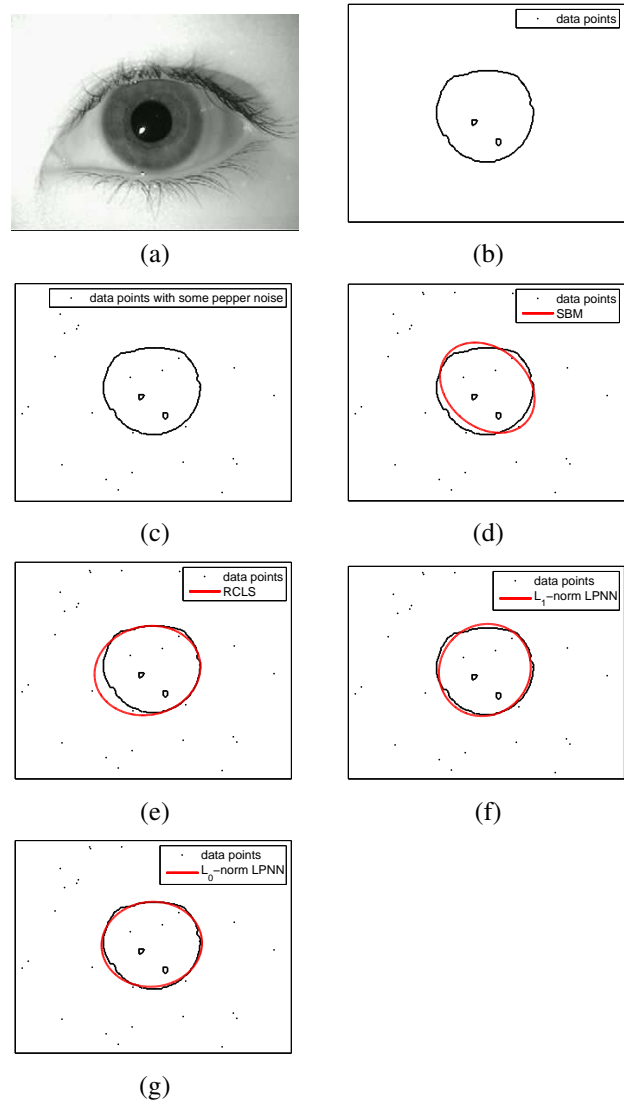 data points
(a)
(b)
data points with some pepper noise
data points
SBM
(c)
(d)
data points
RCLS
data points
L₁-norm LPNN
(e)
(f)
data points
L₀-norm LPNN
(g)